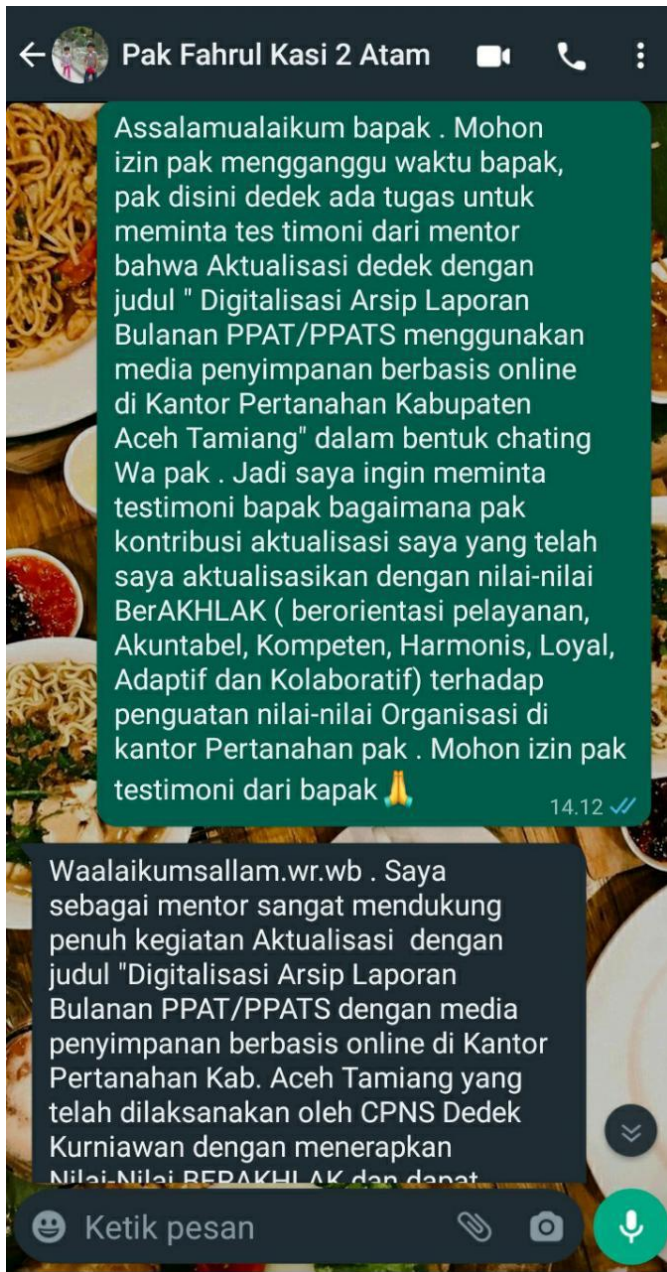 Pak Fahrul Kasi 2 Atam
Assalamualaikum bapak . Mohon
izin pak mengganggu waktu bapak,
pak disini dedek ada tugas untuk
meminta tes timoni dari mentor
bahwa Aktualisasi dedek dengan
judul " Digitalisasi Arsip Laporan
Bulanan PPAT/PPATS menggunakan
media penyimpanan berbasis online
di Kantor Pertanahan Kabupaten
Aceh Tamiang" dalam bentuk chating
Wa pak . Jadi saya ingin meminta
testimoni bapak bagaimana pak
kontribusi aktualisasi saya yang telah
saya aktualisasikan dengan nilai-nilai
BerAKHLAK ( berorientasi pelayanan,
Akuntabel, Kompeten, Harmonis, Loyal,
Adaptif dan Kolaboratif) terhadap
penguatan nilai-nilai Organisasi di
kantor Pertanahan pak . Mohon izin pak
testimoni dari bapak 🙏
14.12
Waalaikumsallam.wr.wb . Saya
sebagai mentor sangat mendukung
penuh kegiatan Aktualisasi  dengan
judul "Digitalisasi Arsip Laporan
Bulanan PPAT/PPATS dengan media
penyimpanan berbasis online di Kantor
Pertanahan Kab. Aceh Tamiang yang
telah dilaksanakan oleh CPNS Dedek
Kurniawan dengan menerapkan
Nilai-Nilai BERAKHLAK dan dapat
Ketik pesan